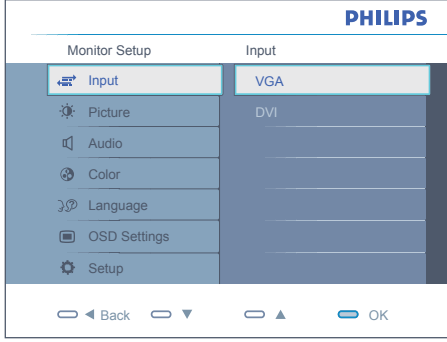 PHILIPS
Monitor Setup Input
Input VGA
Picture DVI
Audio
Color
Language
OSD Settings
Setup
Back OK